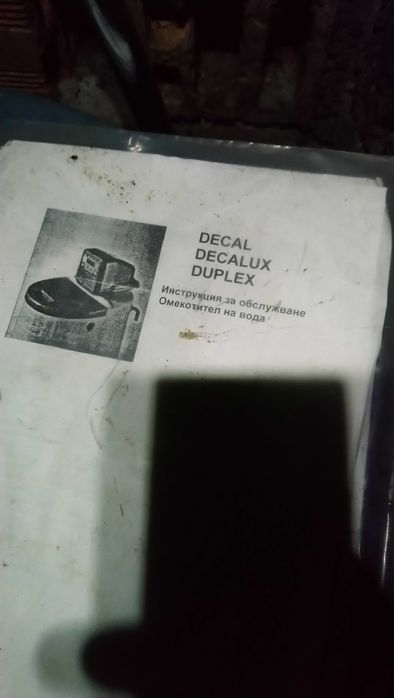 DECAL
DECALUX
DUPLEX
Инструкция за обслужване
Омекотител на вода